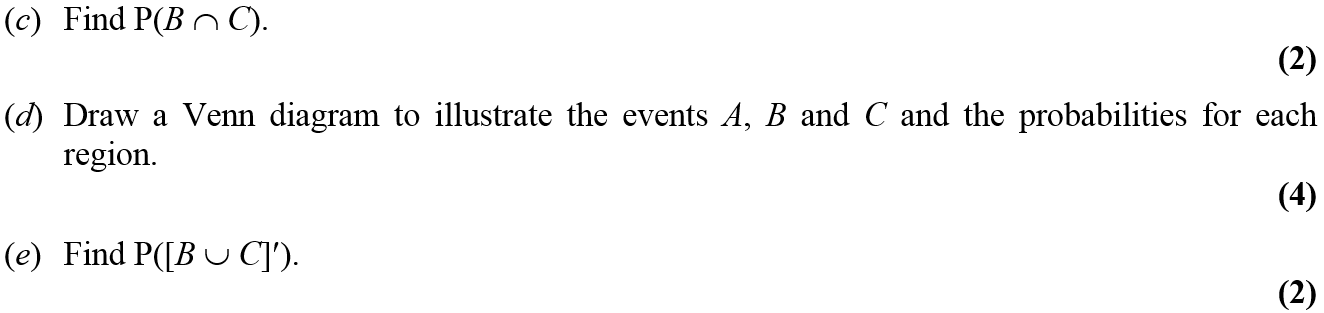 (c) Find P(B ∩ C).
(2)
(d) Draw a Venn diagram to illustrate the events A, B and C and the probabilities for each
region.
(4)
(e) Find P([B ∪ C]′).
(2)